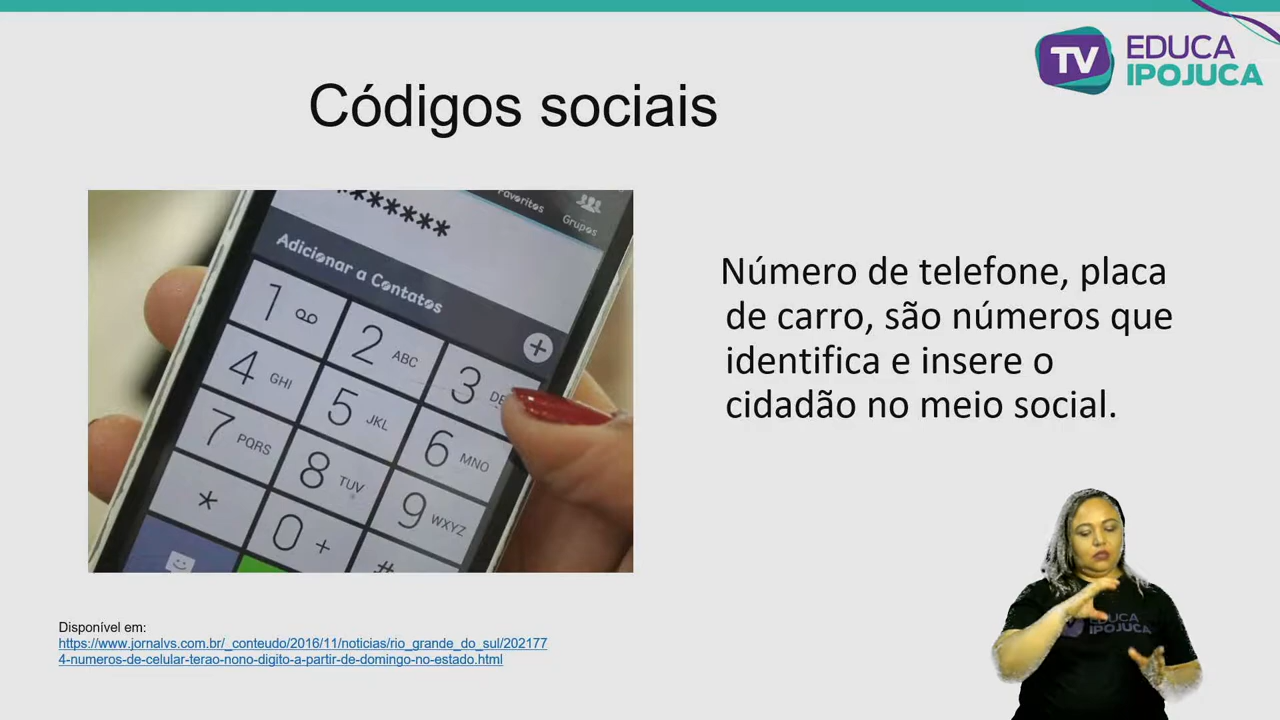 TV
EDUCA
IPOJUCA
Códigos sociais
*******
Favoritos
Grupos
Adicionar a Contatos
+
1
2 ABC
3 DE
4 GHI
5 JKL
6 MNO
7 PQRS
8 TUV
9 WXYZ
*
0 +
#
Número de telefone, placa
de carro, são números que
identifica e insere o
cidadão no meio social.
Disponível em:
https://www.jornalvs.com.br/_conteudo/2016/11/noticias/rio_grande_do_sul/202177
4-numeros-de-celular-terao-nono-digito-a-partir-de-domingo-no-estado.html
EDUCA
IPOJUCA